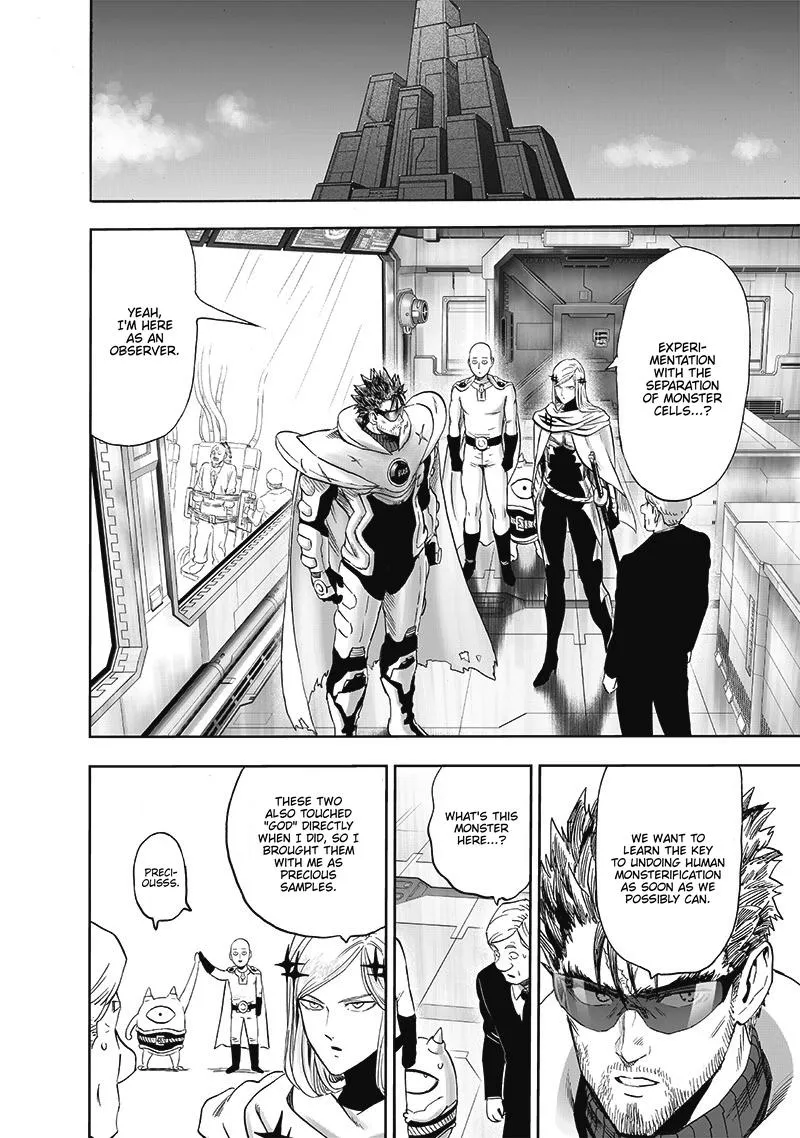 EXPERI-
MENTATION
WITH THE
SEPARATION
OF MONSTER
CELLS...?
YEAH,
I'M HERE
AS AN
OBSERVER.
WE WANT TO
LEARN THE KEY
TO UNDOING HUMAN
MONSTERIFICATION
AS SOON AS WE
POSSIBLY CAN.
WHAT'S THIS
MONSTER
HERE...?
THESE TWO
ALSO TOUCHED
"GOD" DIRECTLY
WHEN I DID, SO I
BROUGHT THEM
WITH ME AS
PRECIOUS
SAMPLES.
PRECI-
OUSSS.